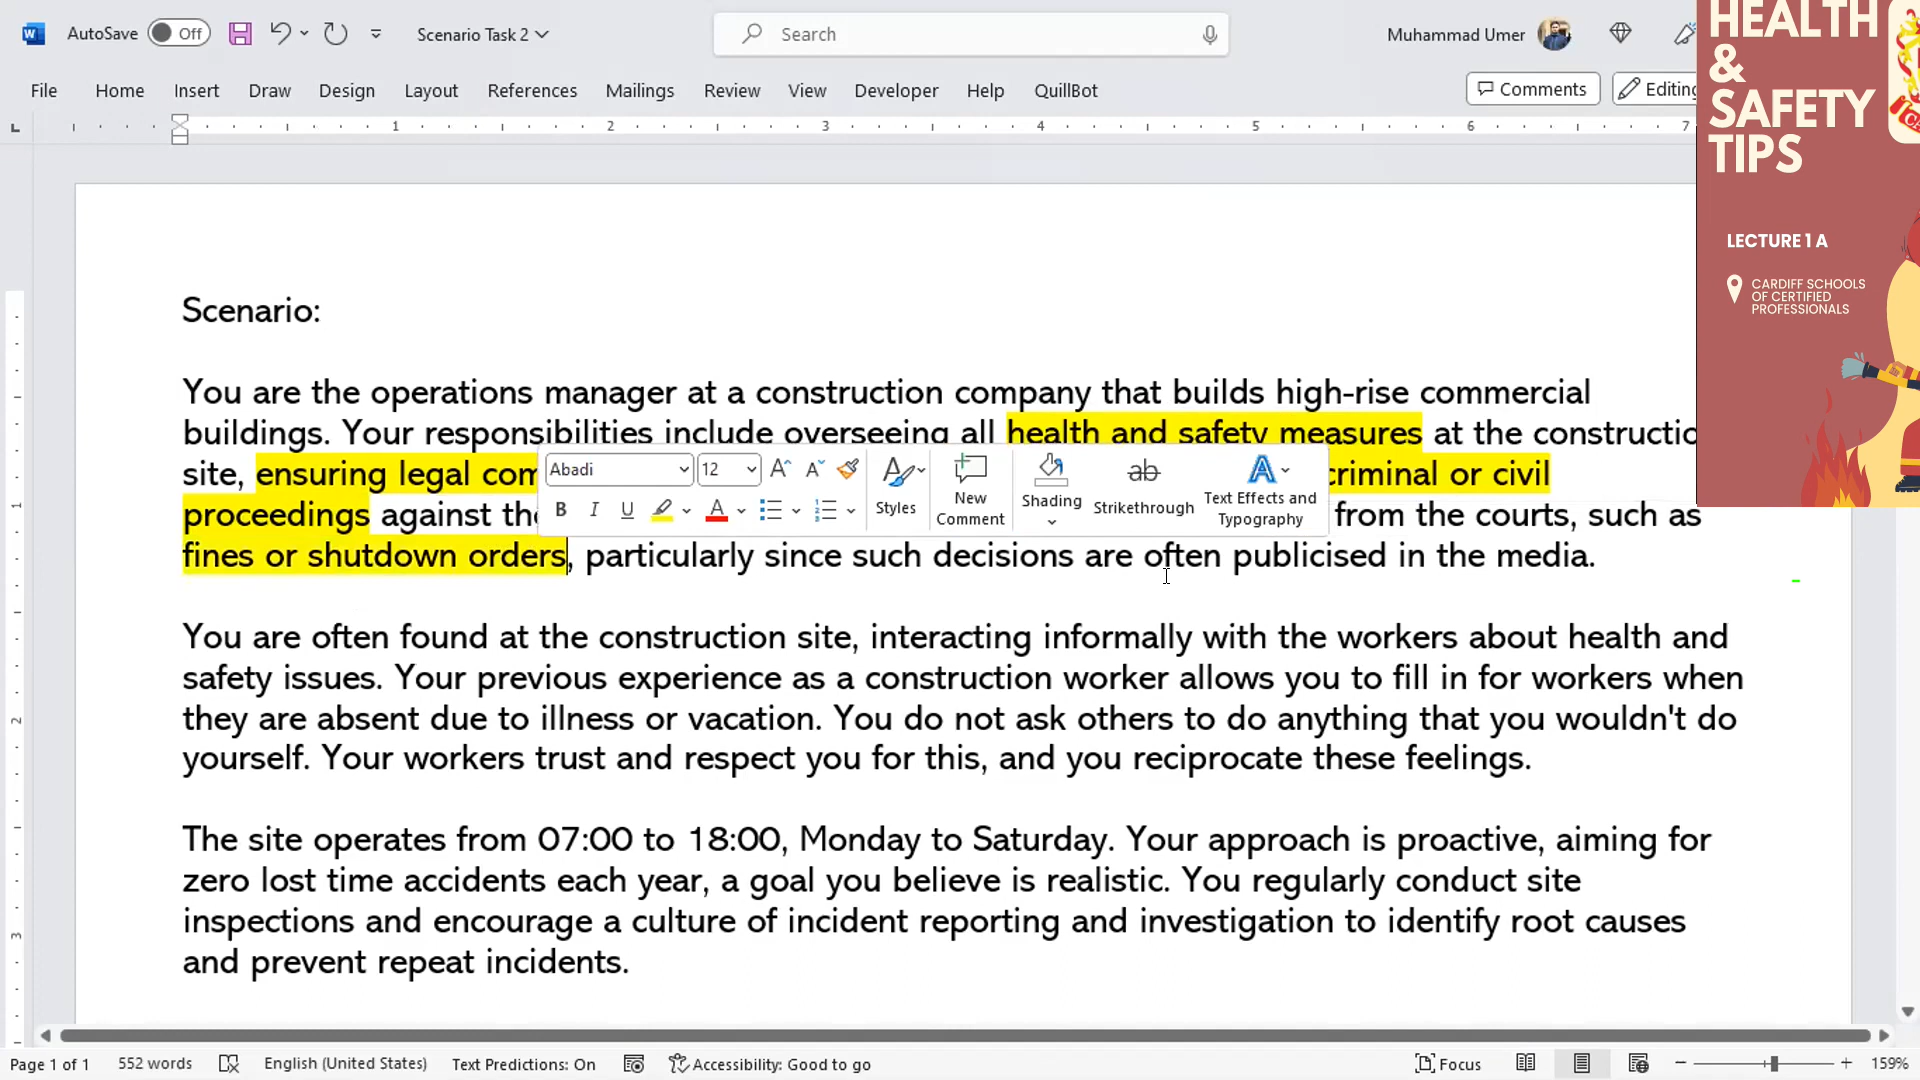 AutoSave Off Scenario Task 2 Search Muhammad Umer
File Home Insert Draw Design Layout References Mailings Review View Developer Help QuillBot Comments Editing
1 2 3 4 5 6 7
HEALTH
&
SAFETY
TIPS
LECTURE 1 A
CARDIFF SCHOOLS
OF CERTIFIED
PROFESSIONALS
Scenario:
You are the operations manager at a construction company that builds high-rise commercial
buildings. Your responsibilities include overseeing all health and safety measures at the constructio
site, ensuring legal com criminal or civil
proceedings against the from the courts, such as
fines or shutdown orders, particularly since such decisions are often publicised in the media.
Abadi 12 Styles New Comment Shading Strikethrough Text Effects and Typography
B I U
You are often found at the construction site, interacting informally with the workers about health and
safety issues. Your previous experience as a construction worker allows you to fill in for workers when
they are absent due to illness or vacation. You do not ask others to do anything that you wouldn't do
yourself. Your workers trust and respect you for this, and you reciprocate these feelings.
The site operates from 07:00 to 18:00, Monday to Saturday. Your approach is proactive, aiming for
zero lost time accidents each year, a goal you believe is realistic. You regularly conduct site
inspections and encourage a culture of incident reporting and investigation to identify root causes
and prevent repeat incidents.
1
2
3
Page 1 of 1 552 words English (United States) Text Predictions: On Accessibility: Good to go Focus 159%